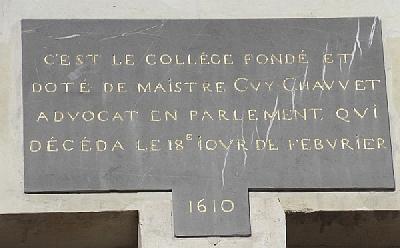 C'EST LE COLLÉGE FONDÉ ET
DOTÉ DE MAISTRE GVY CHAVVET
ADVOCAT EN PARLEMENT QVI
DÉCÉDA LE 18E IOVR DE FEBVRIER
1610